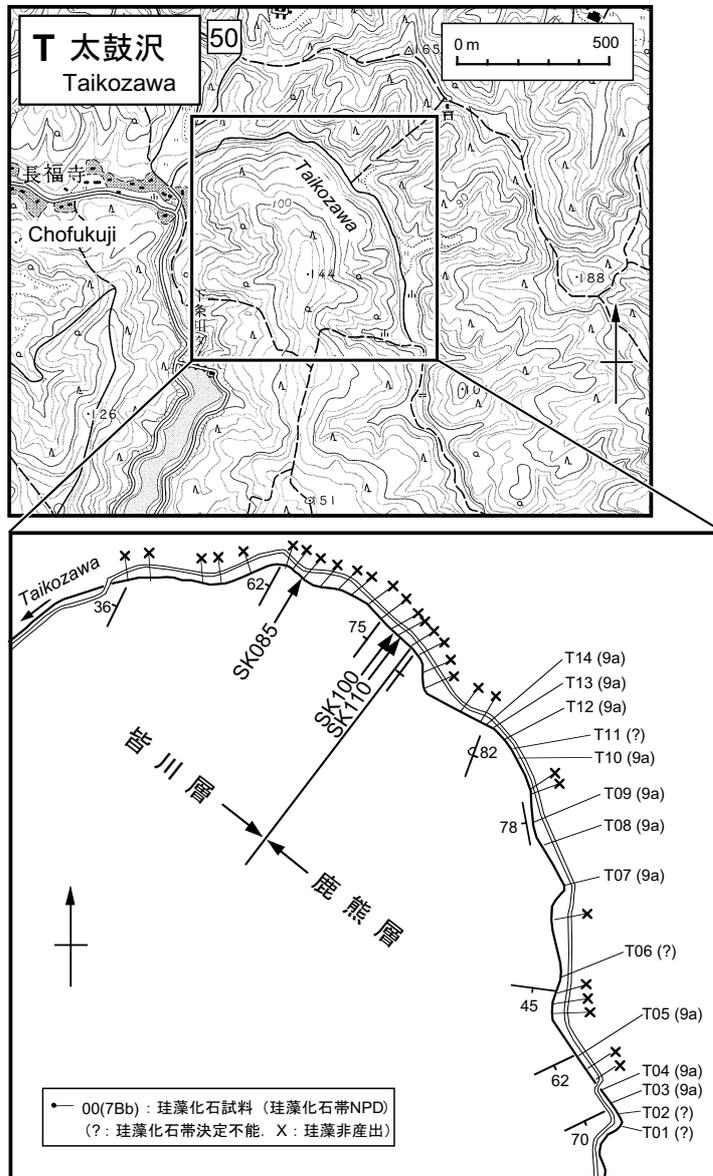 T 太鼓沢
Taikozawa
50
0 m 500
165
長福寺
Chofukuji
Taikozawa
100
90
144
188
126
151
Taikozawa
36
62
SK085
75
SK100
SK110
皆川層
鹿熊層
82
78
45
62
70
T14 (9a)
T13 (9a)
T12 (9a)
T11 (?)
T10 (9a)
T09 (9a)
T08 (9a)
T07 (9a)
T06 (?)
T05 (9a)
T04 (9a)
T03 (9a)
T02 (?)
T01 (?)
00(7Bb) : 珪藻化石試料 (珪藻化石帯NPD)
(? : 珪藻化石帯決定不能. X : 珪藻非産出)